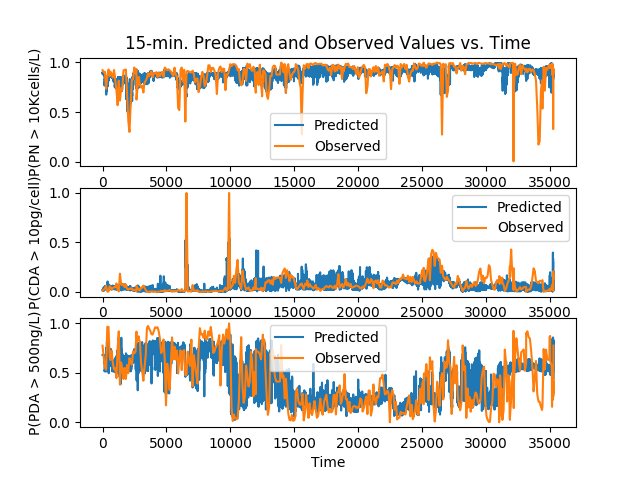 15-min. Predicted and Observed Values vs. Time
P(PN > 10Kcells/L)
1.0
0.5
0.0
Predicted
Observed
0 5000 10000 15000 20000 25000 30000 35000
P(CDA > 10pg/cell)
1.0
0.5
0.0
Predicted
Observed
0 5000 10000 15000 20000 25000 30000 35000
P(PDA > 500ng/L)
1.0
0.5
0.0
Predicted
Observed
0 5000 10000 15000 20000 25000 30000 35000
Time